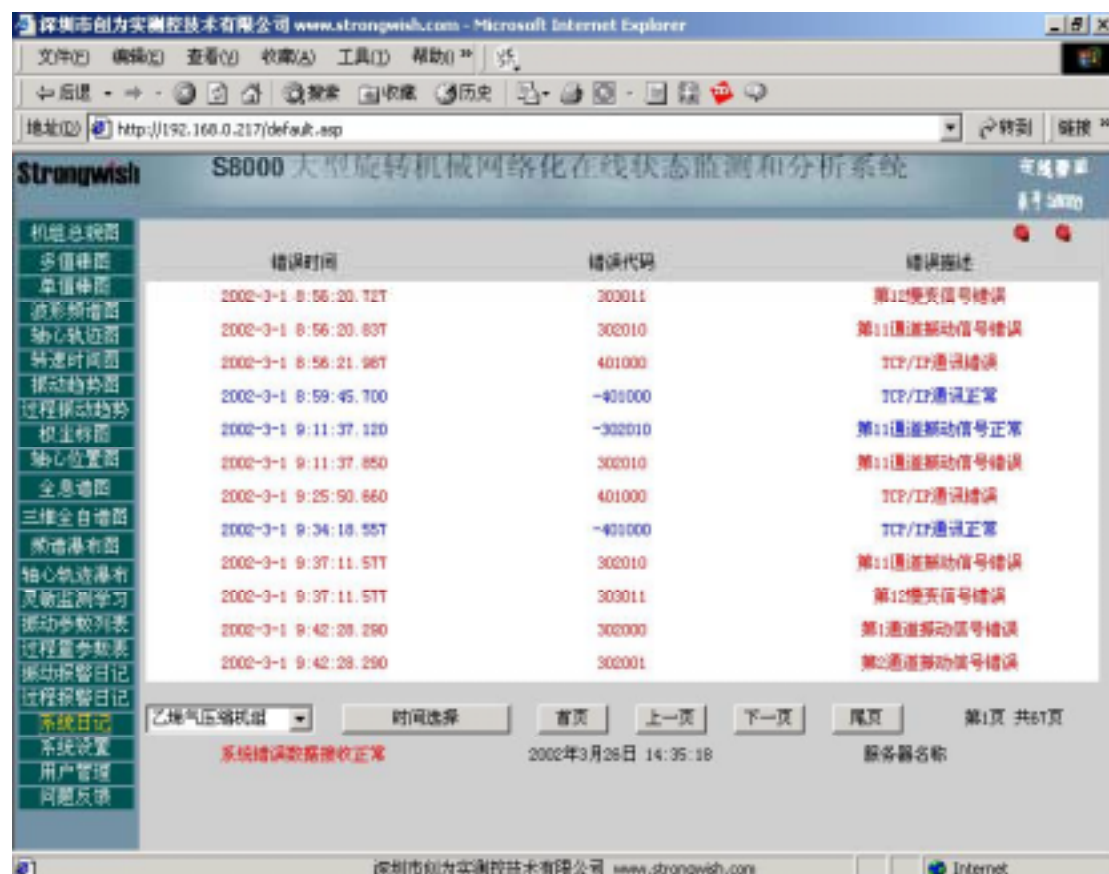 深圳市创为实测控技术有限公司 www.strongwish.com - Microsoft Internet Explorer
文件(F) 编辑(E) 查看(V) 收藏(A) 工具(T) 帮助()
后退 搜索 收藏 历史
地址(D) http://192.168.0.217/default.asp 转到 链接
Strongwish S8000 大型旋转机械网络化在线状态监测和分析系统
机组总貌图
多值棒图
单值棒图
波形频谱图
轴心轨迹图
转速时间图
振动趋势图
过程振动趋势
极坐标图
轴心位置图
全息谱图
三维全自谱图
频谱瀑布图
轴心轨迹瀑布
灵敏监测学习
振动参数列表
过程量参数表
振动报警日记
过程报警日记
系统日记
系统设置
用户管理
问题反馈
错误时间 错误代码 错误描述
2002-3-1 8:56:20.727 303011 第12慢变信号错误
2002-3-1 8:56:20.837 302010 第11通道振动信号错误
2002-3-1 8:56:21.987 401000 TCP/IP通讯错误
2002-3-1 8:59:45.700 -401000 TCP/IP通讯正常
2002-3-1 9:11:37.120 -302010 第11通道振动信号正常
2002-3-1 9:11:37.850 302010 第11通道振动信号错误
2002-3-1 9:25:50.660 401000 TCP/IP通讯错误
2002-3-1 9:34:18.557 -401000 TCP/IP通讯正常
2002-3-1 9:37:11.577 302010 第11通道振动信号错误
2002-3-1 9:37:11.577 303011 第12慢变信号错误
2002-3-1 9:42:28.290 302000 第1通道振动信号错误
2002-3-1 9:42:28.290 302001 第2通道振动信号错误
乙烯气压缩机组 时间选择 首页 上一页 下一页 尾页 第1页 共67页
系统错误数据接收正常 2002年3月26日 14:35:18 服务器名称
深圳市创为实测控技术有限公司 www.strongwish.com Internet